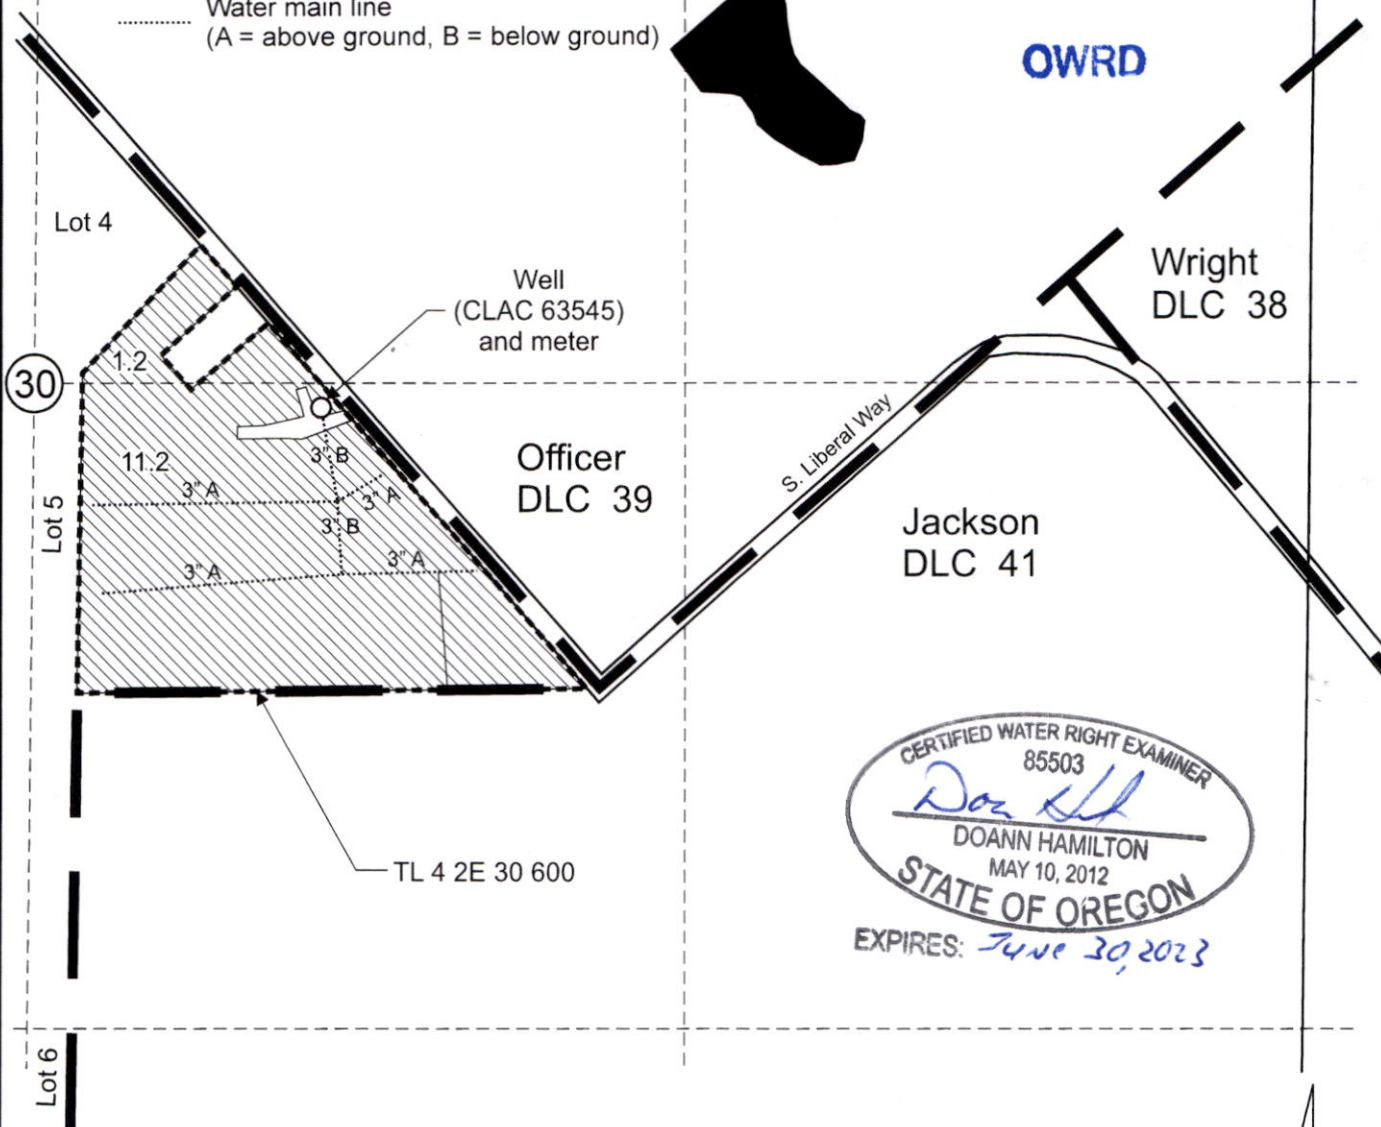 Water main line
(A = above ground, B = below ground)
OWRD
Lot 4
Wright
DLC 38
Well
(CLAC 63545)
and meter
1.2
30
S. Liberal Way
Officer
DLC 39
11.2
3" B
3" A
3" A
3" B
Lot 5
Jackson
DLC 41
3" A
3" A
CERTIFIED WATER RIGHT EXAMINER
85503
DOANN HAMILTON
MAY 10, 2012
STATE OF OREGON
EXPIRES: June 30, 2023
TL 4 2E 30 600
Lot 6